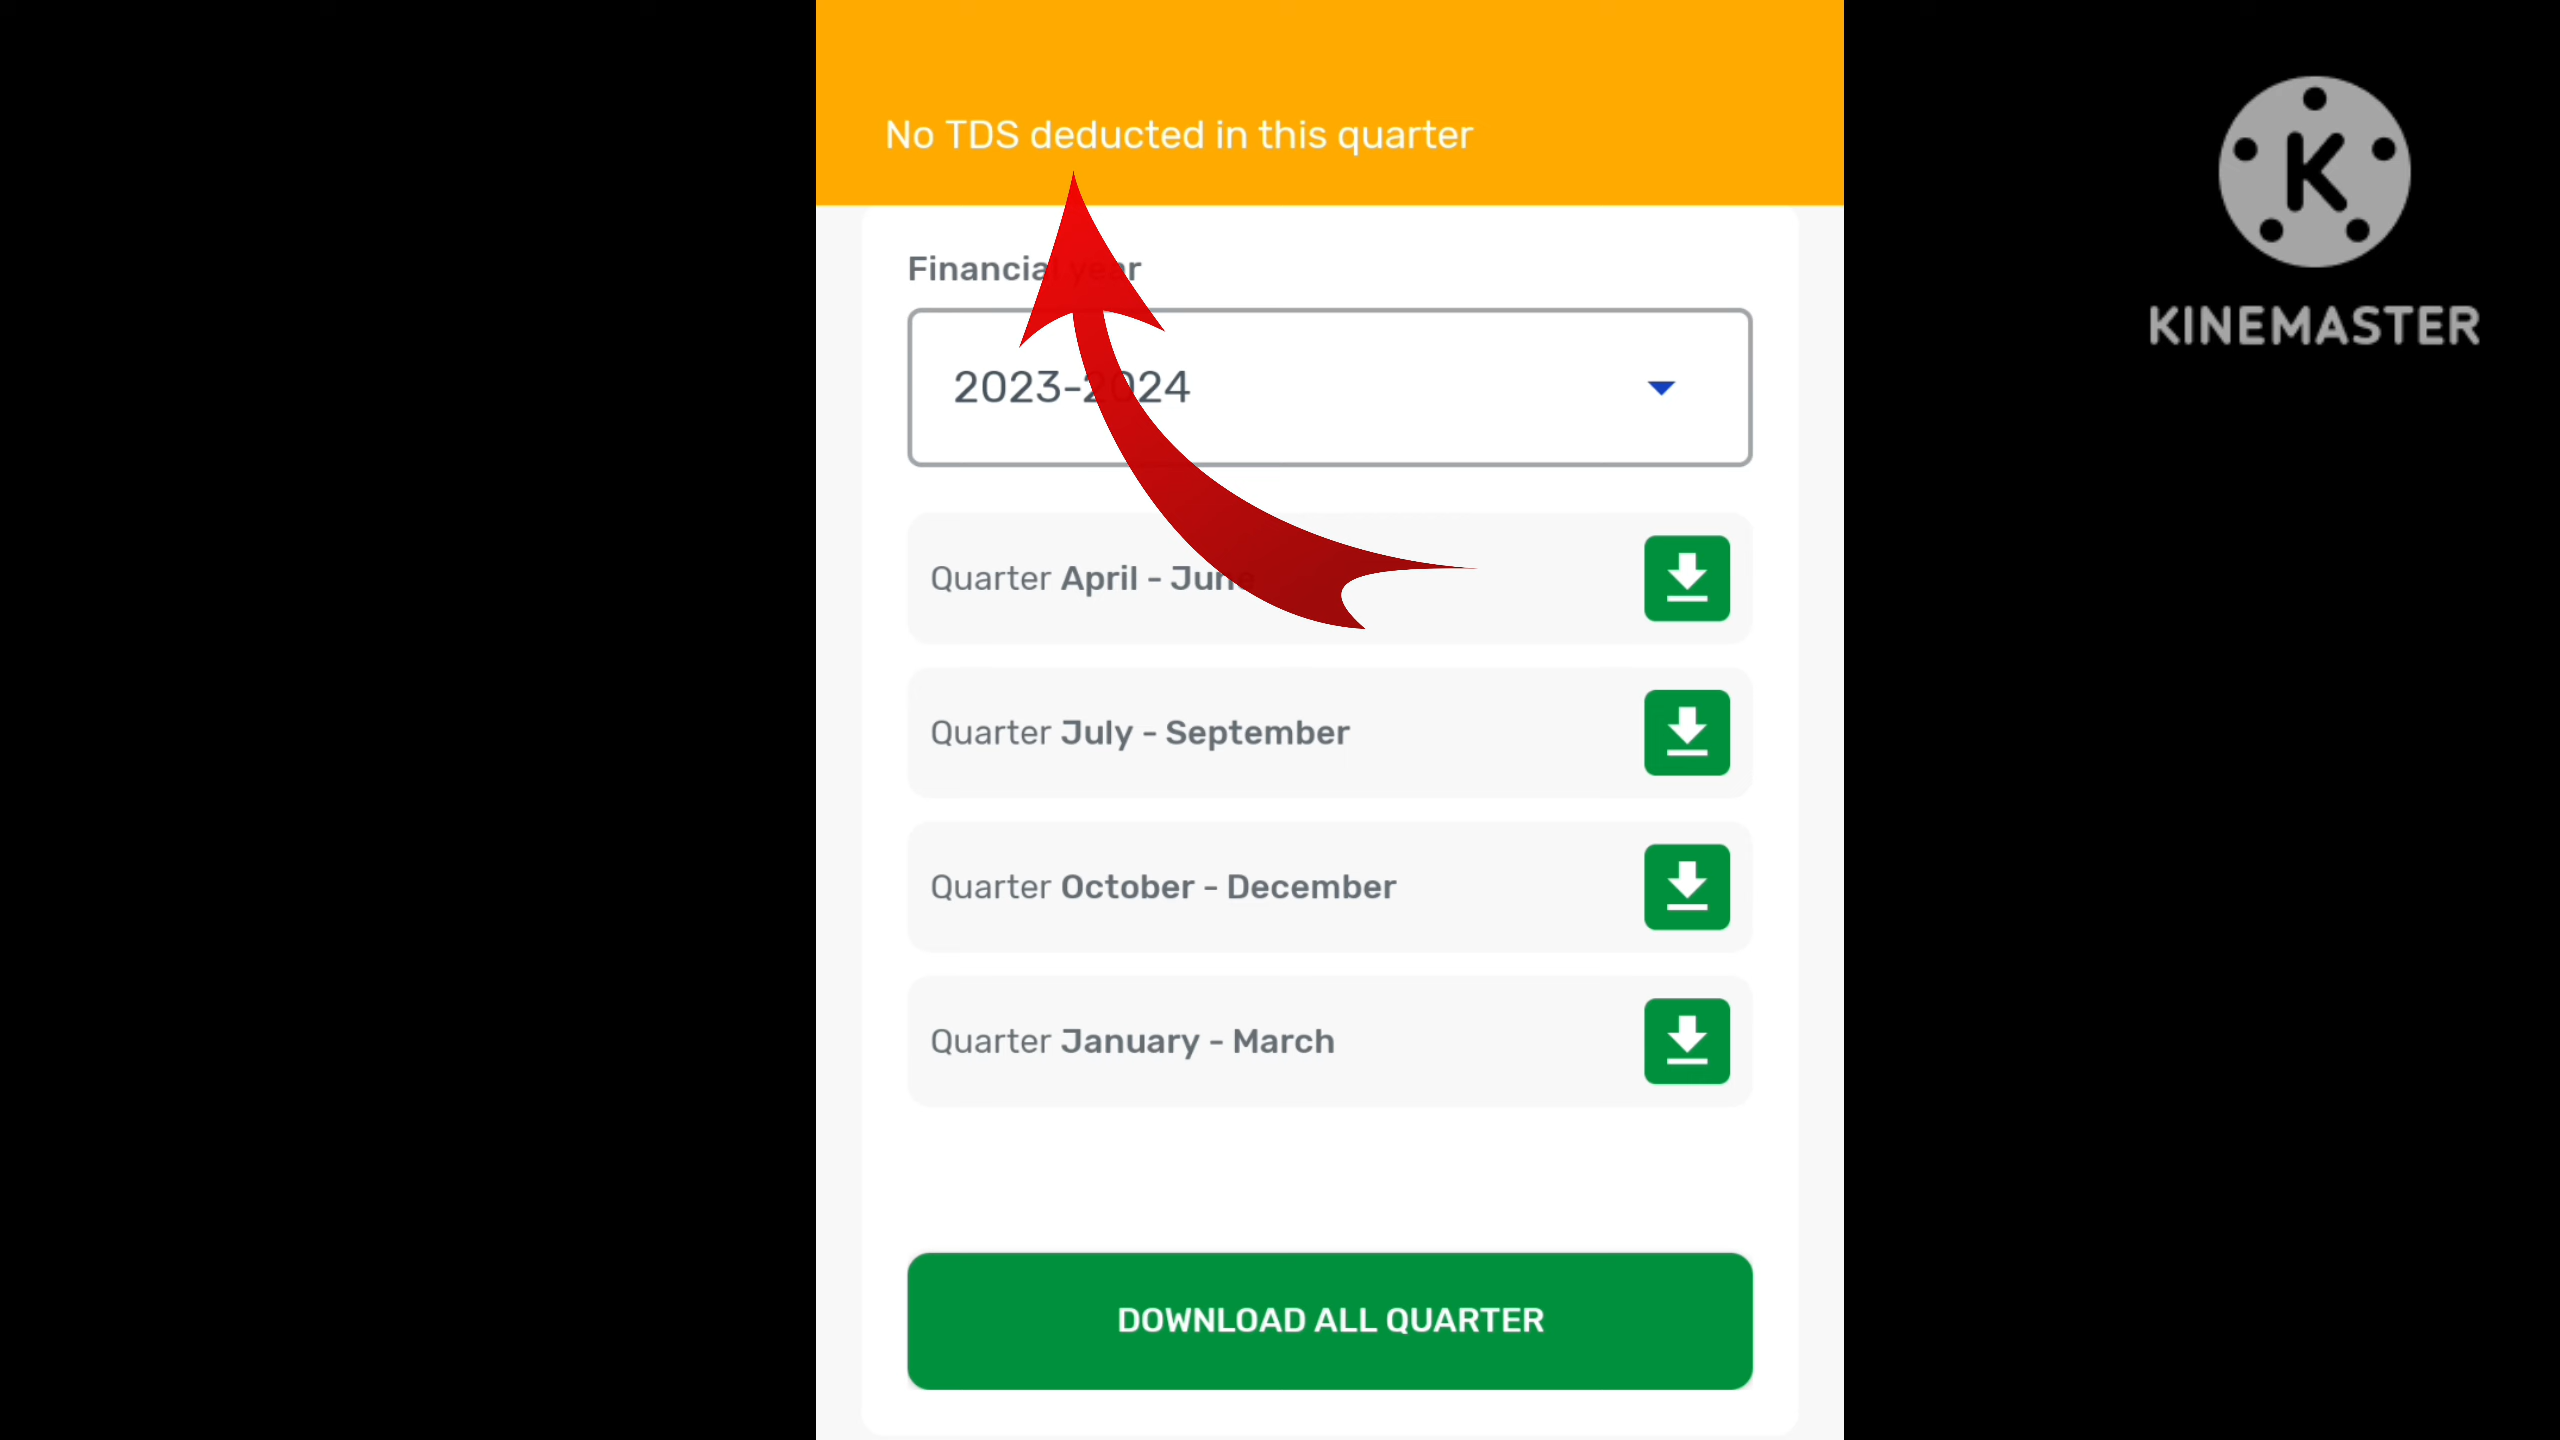 No TDS deducted in this quarter
KINEMASTER
Financial year
2023-2024
Quarter April - June
Quarter July - September
Quarter October - December
Quarter January - March
DOWNLOAD ALL QUARTER